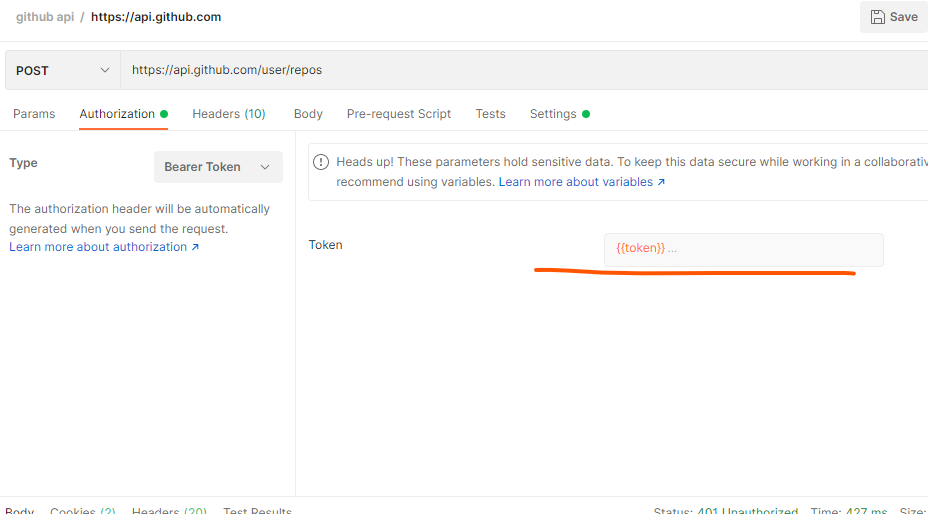 github api / https://api.github.com
Save
POST https://api.github.com/user/repos
Params Authorization Headers (10) Body Pre-request Script Tests Settings
Type Bearer Token
The authorization header will be automatically
generated when you send the request.
Learn more about authorization ↗
Heads up! These parameters hold sensitive data. To keep this data secure while working in a collaborativ
recommend using variables. Learn more about variables ↗
Token {{token}} ...
Body Cookies (2) Headers (20) Test Results Status: 401 Unauthorized Time: 427 ms Size: